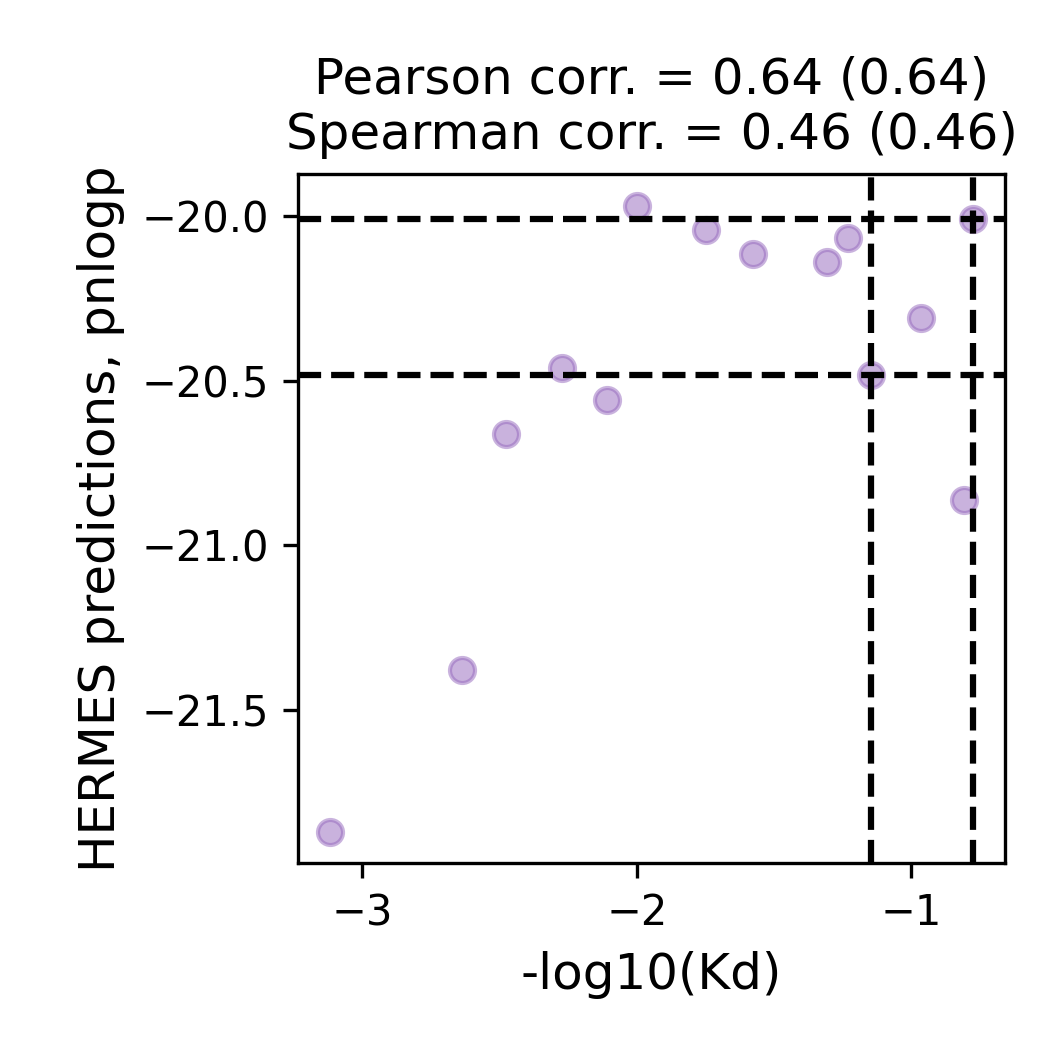 Pearson corr. = 0.64 (0.64)
Spearman corr. = 0.46 (0.46)
HERMES predictions, pnlogp
−20.0
−20.5
−21.0
−21.5
−3
−2
−1
-log10(Kd)